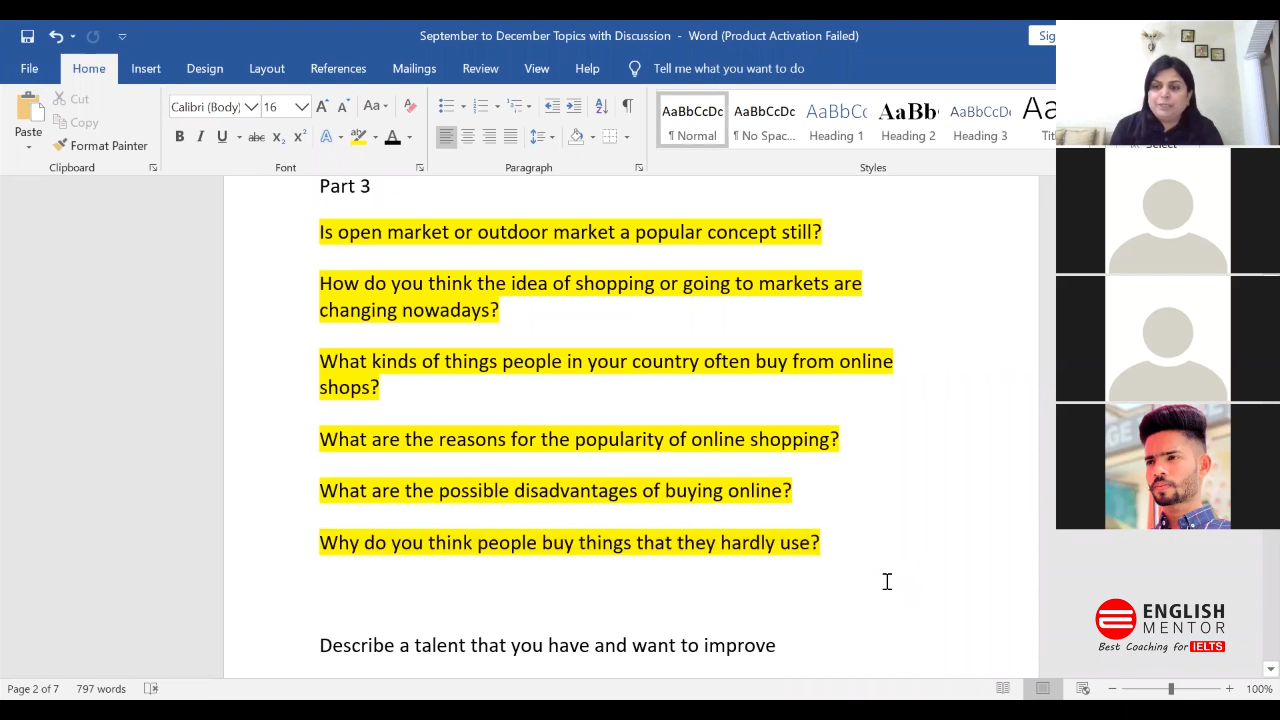 September to December Topics with Discussion - Word (Product Activation Failed)
Sig
File Home Insert Design Layout References Mailings Review View Help Tell me what you want to do
Paste
Cut
Copy
Format Painter
Clipboard
Calibri (Body) 16
Font
Paragraph
AaBbCcDc
¶ Normal
AaBbCcDc
¶ No Spac...
AaBbCc
Heading 1
AaBb
Heading 2
AaBbCcDc
Heading 3
Aa
Tit
Styles
Select
Part 3
Is open market or outdoor market a popular concept still?
How do you think the idea of shopping or going to markets are
changing nowadays?
What kinds of things people in your country often buy from online
shops?
What are the reasons for the popularity of online shopping?
What are the possible disadvantages of buying online?
Why do you think people buy things that they hardly use?
Describe a talent that you have and want to improve
ENGLISH
MENTOR
Best Coaching for IELTS
Page 2 of 7 797 words
100%